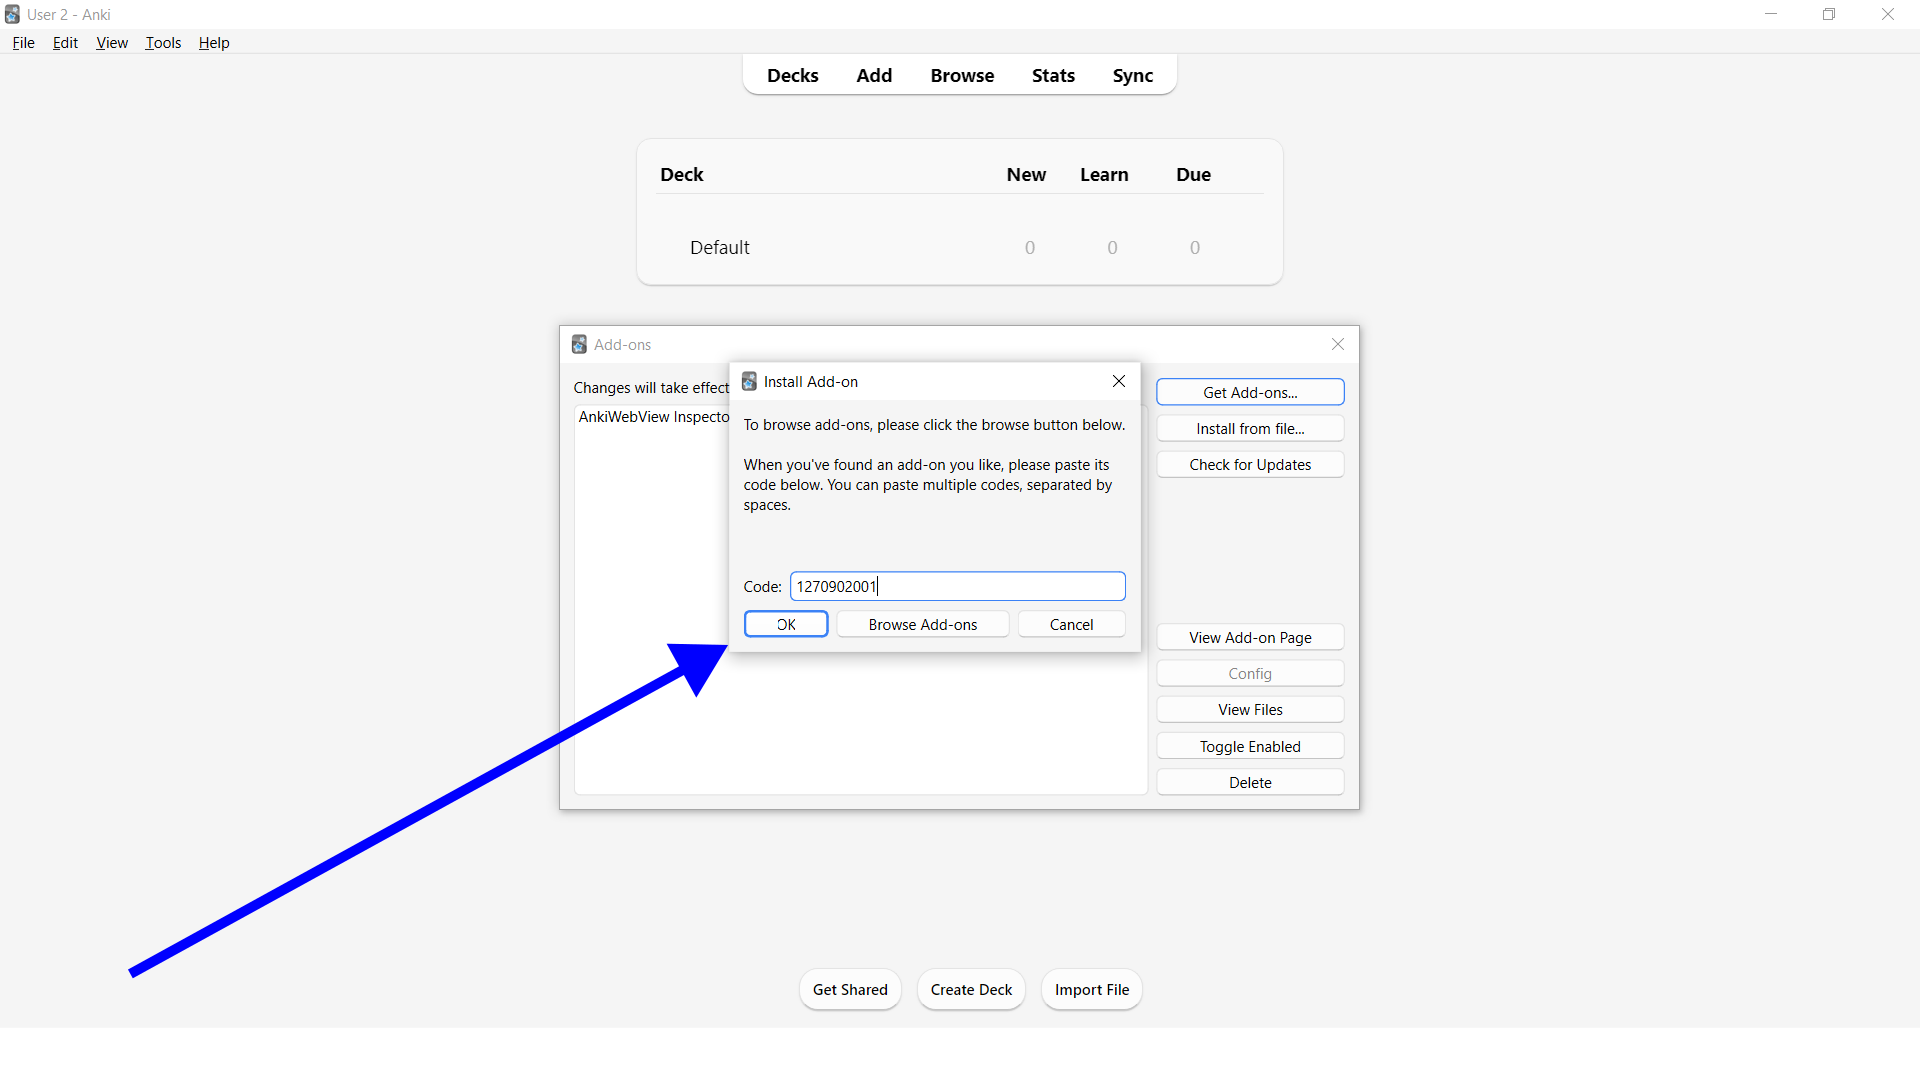 User 2 - Anki
File Edit View Tools Help
Decks Add Browse Stats Sync
Deck New Learn Due
Default 0 0 0
Add-ons
Changes will take effect
AnkiWebView Inspecto
Install Add-on
To browse add-ons, please click the browse button below.
When you've found an add-on you like, please paste its
code below. You can paste multiple codes, separated by
spaces.
Code: 1270902001
OK Browse Add-ons Cancel
Get Add-ons...
Install from file...
Check for Updates
View Add-on Page
Config
View Files
Toggle Enabled
Delete
Get Shared Create Deck Import File